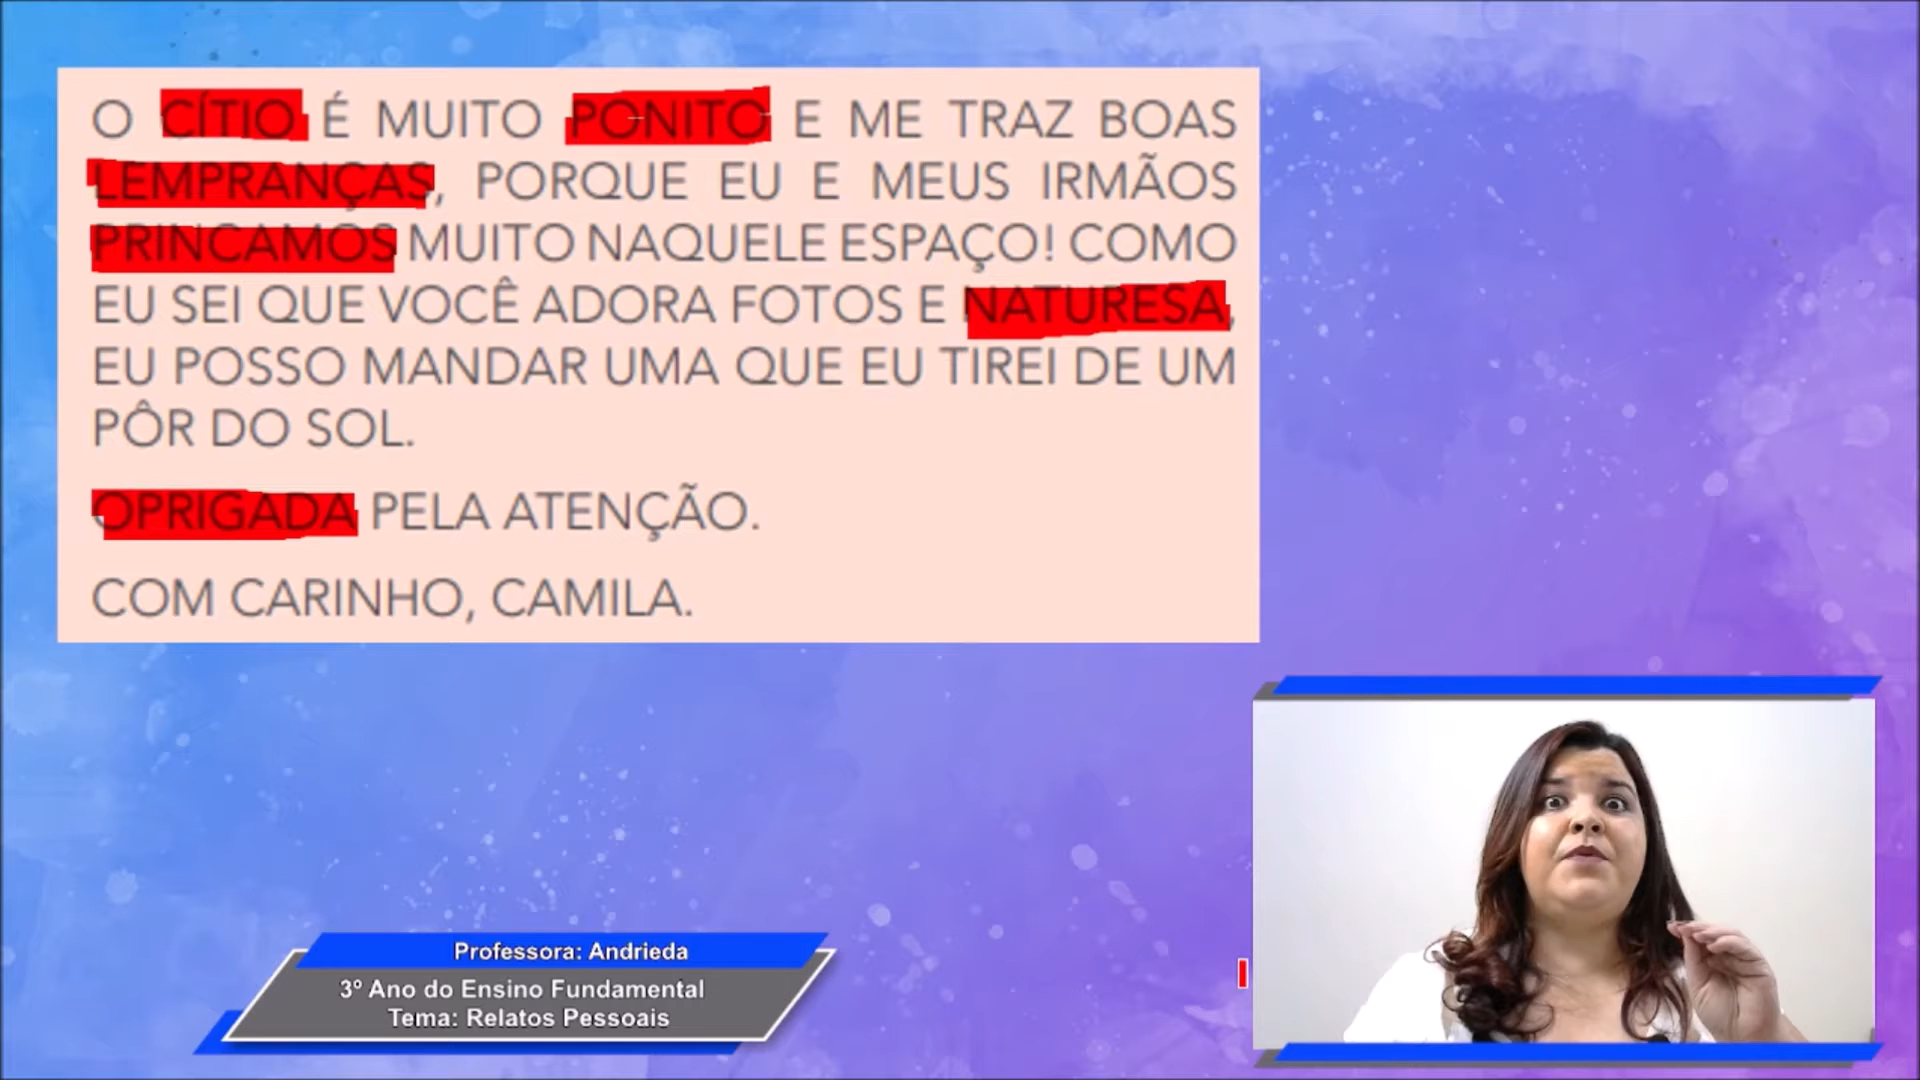 O CÍTIO É MUITO PONITO E ME TRAZ BOAS
LEMPRANÇAS, PORQUE EU E MEUS IRMÃOS
PRINCAMOS MUITO NAQUELE ESPAÇO! COMO
EU SEI QUE VOCÊ ADORA FOTOS E NATURESA,
EU POSSO MANDAR UMA QUE EU TIREI DE UM
PÔR DO SOL.
OPRIGADA PELA ATENÇÃO.
COM CARINHO, CAMILA.
Professora: Andrieda
3º Ano do Ensino Fundamental
Tema: Relatos Pessoais